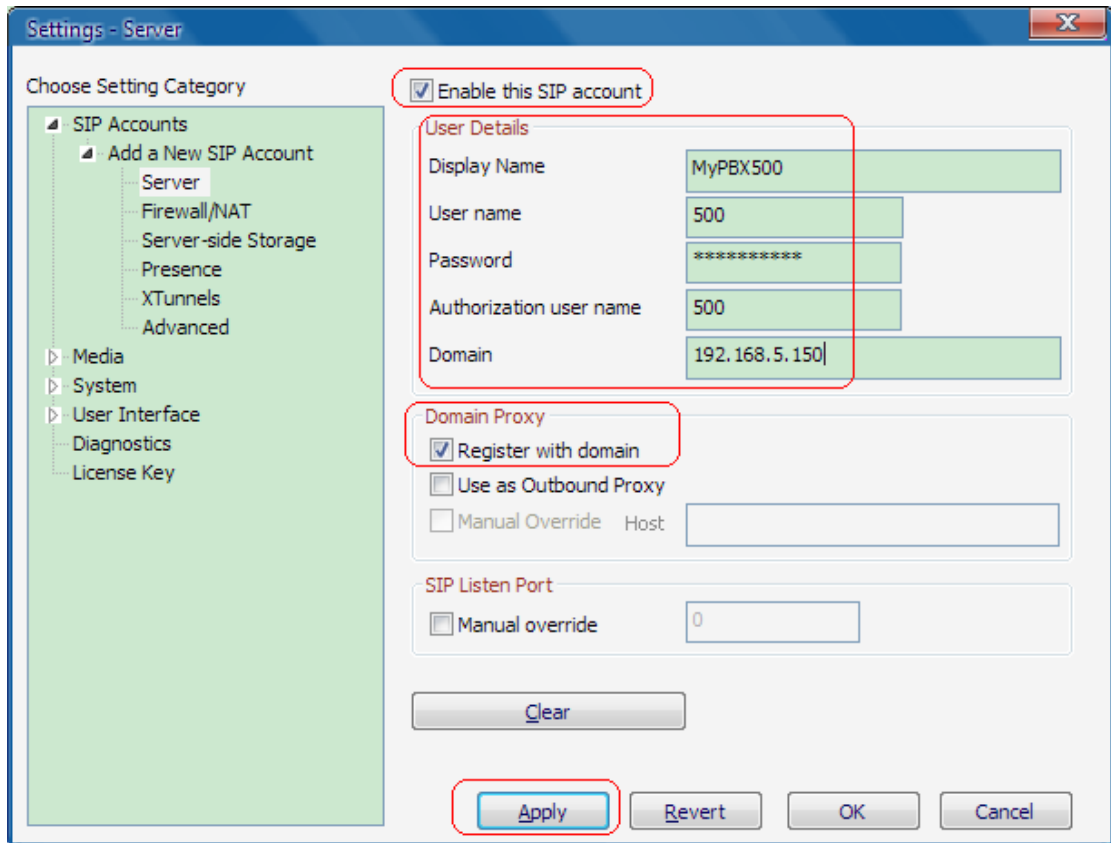 Settings - Server
Choose Setting Category
SIP Accounts
Add a New SIP Account
Server
Firewall/NAT
Server-side Storage
Presence
XTunnels
Advanced
Media
System
User Interface
Diagnostics
License Key
Enable this SIP account
User Details
Display Name MyPBX500
User name 500
Password **********
Authorization user name 500
Domain 192.168.5.150
Domain Proxy
Register with domain
Use as Outbound Proxy
Manual Override Host
SIP Listen Port
Manual override 0
Clear
Apply Revert OK Cancel